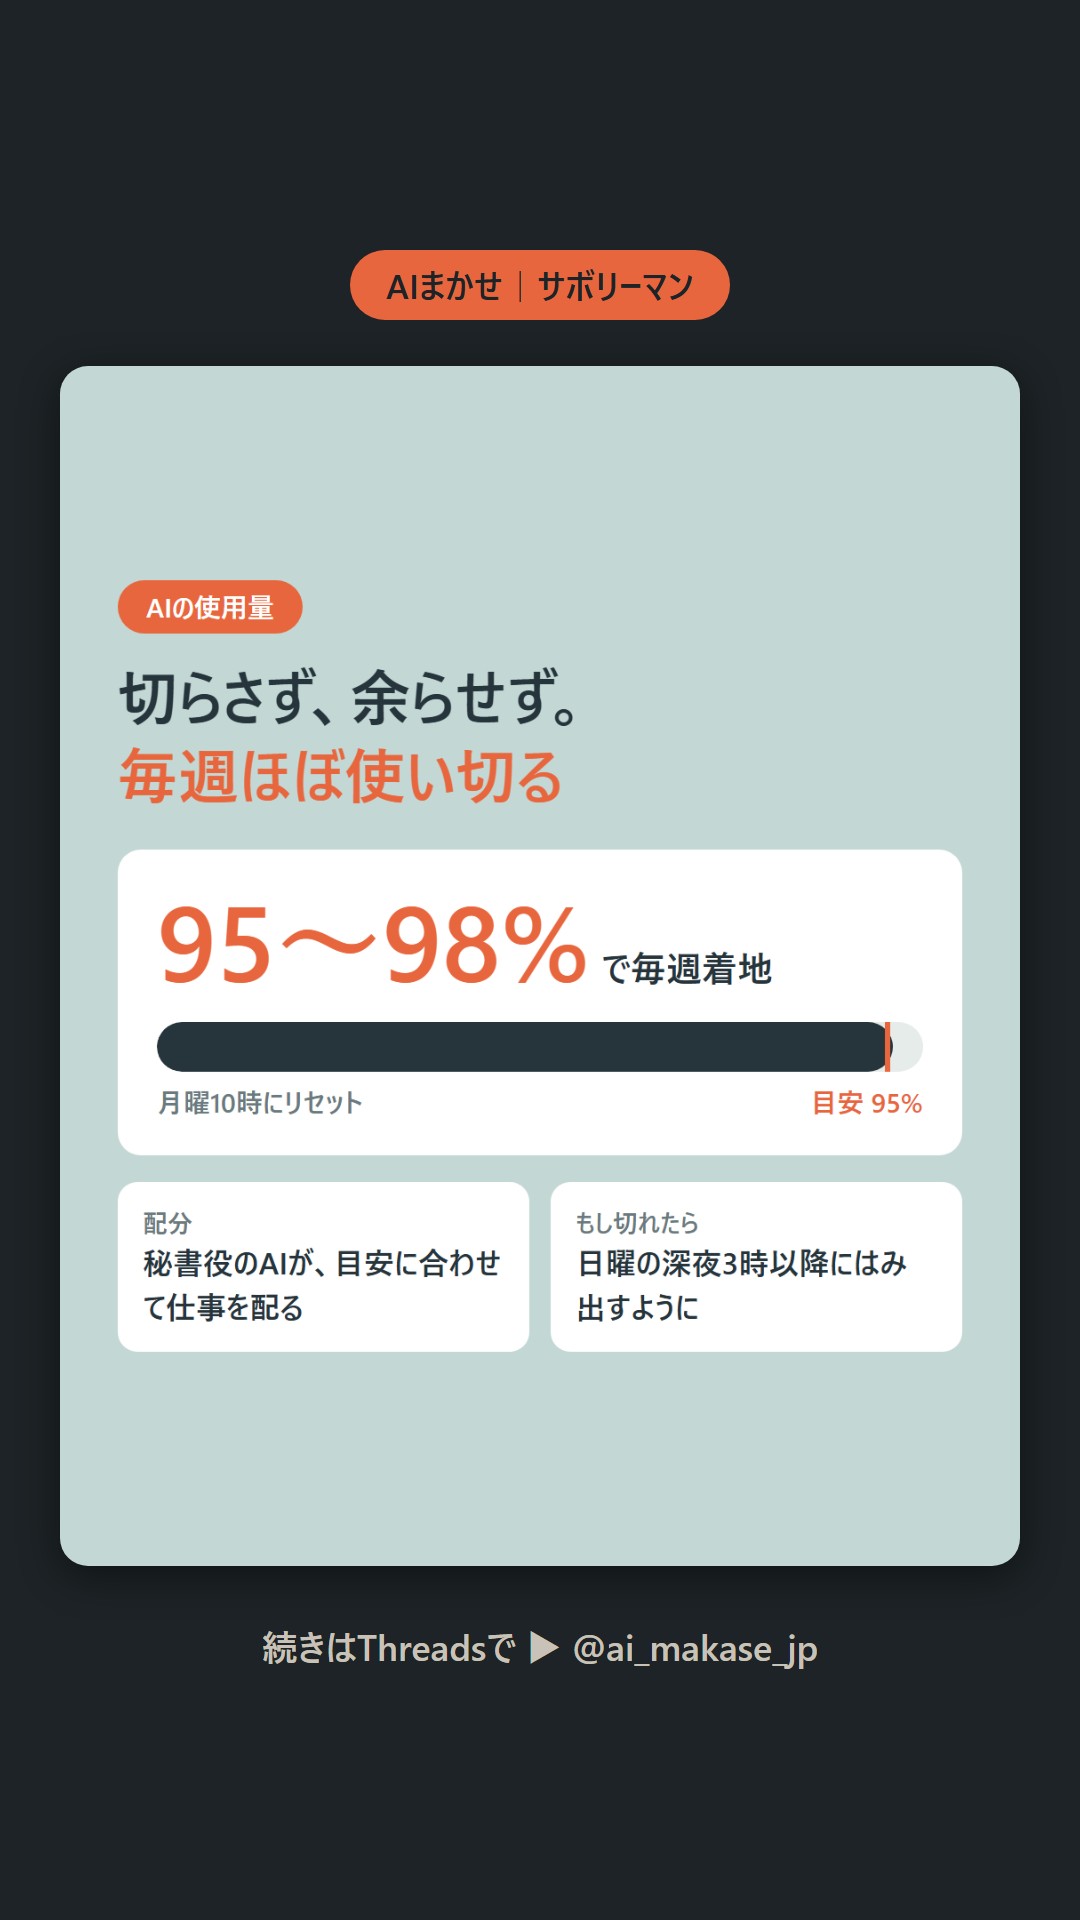 AIまかせ｜サボリーマン
AIの使用量
切らさず、余らせず。
毎週ほぼ使い切る
95〜98% で毎週着地
月曜10時にリセット
目安 95%
配分
秘書役のAIが、目安に合わせ
て仕事を配る
もし切れたら
日曜の深夜3時以降にはみ
出すように
続きはThreadsで ▶ @ai_makase_jp